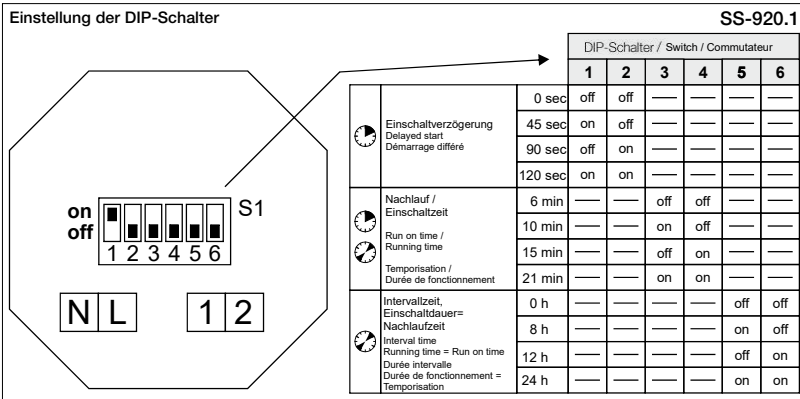 Einstellung der DIP-Schalter
SS-920.1
DIP-Schalter / Switch / Commutateur
1 2 3 4 5 6
Einschaltverzögerung
Delayed start
Démarrage différé
0 sec off off — — — —
45 sec on off — — — —
90 sec off on — — — —
120 sec on on — — — —
Nachlauf /
Einschaltzeit
Run on time /
Running time
Temporisation /
Durée de fonctionnement
6 min — — off off — —
10 min — — on off — —
15 min — — off on — —
21 min — — on on — —
Intervallzeit,
Einschaltdauer=
Nachlaufzeit
Interval time
Running time = Run on time
Durée intervalle
Durée de fonctionnement =
Temporisation
0 h — — — — off off
8 h — — — — on off
12 h — — — — off on
24 h — — — — on on
on
off
S1
1 2 3 4 5 6
N L
1 2